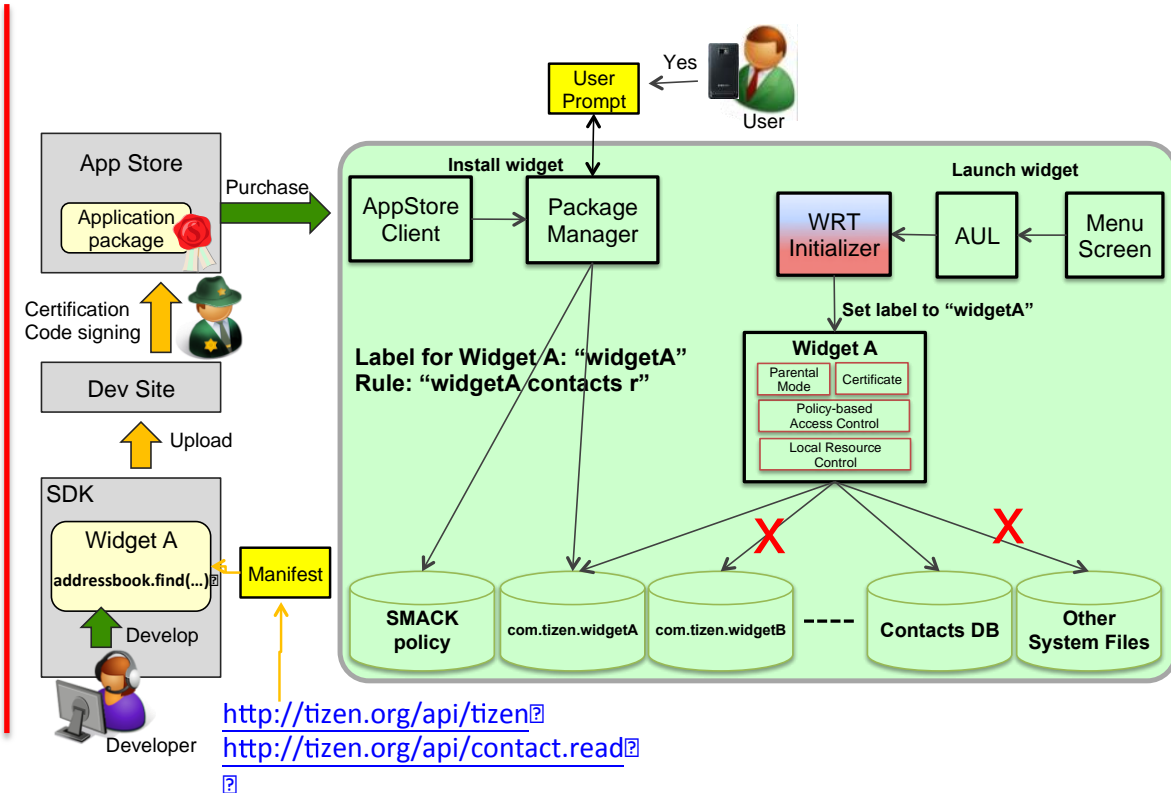 Yes
User
Prompt
User
App Store
Application
package
Purchase
Install widget
Launch widget
AppStore
Client
Package
Manager
WRT
Initializer
AUL
Menu
Screen
Certification
Code signing
Set label to “widgetA”
Label for Widget A: “widgetA”
Rule: “widgetA contacts r”
Widget A
Parental
Mode
Certificate
Policy-based
Access Control
Local Resource
Control
Dev Site
Upload
SDK
Widget A
addressbook.find(...)
Manifest
Develop
Developer
X
X
SMACK
policy
com.tizen.widgetA
com.tizen.widgetB
----
Contacts DB
Other
System Files
http://tizen.org/api/tizen
http://tizen.org/api/contact.read